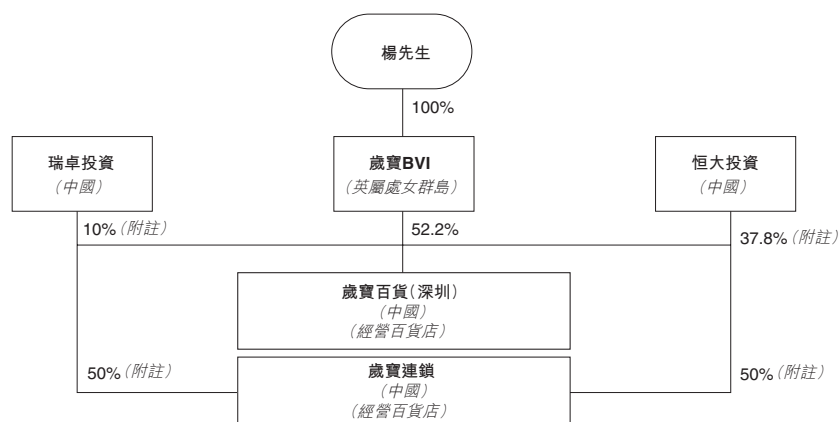 楊先生
100%
瑞卓投資
(中國)
歲寶BVI
(英屬處女群島)
恒大投資
(中國)
10%(附註)
52.2%
37.8%(附註)
歲寶百貨(深圳)
(中國)
(經營百貨店)
50%(附註)
歲寶連鎖
(中國)
(經營百貨店)
50%(附註)